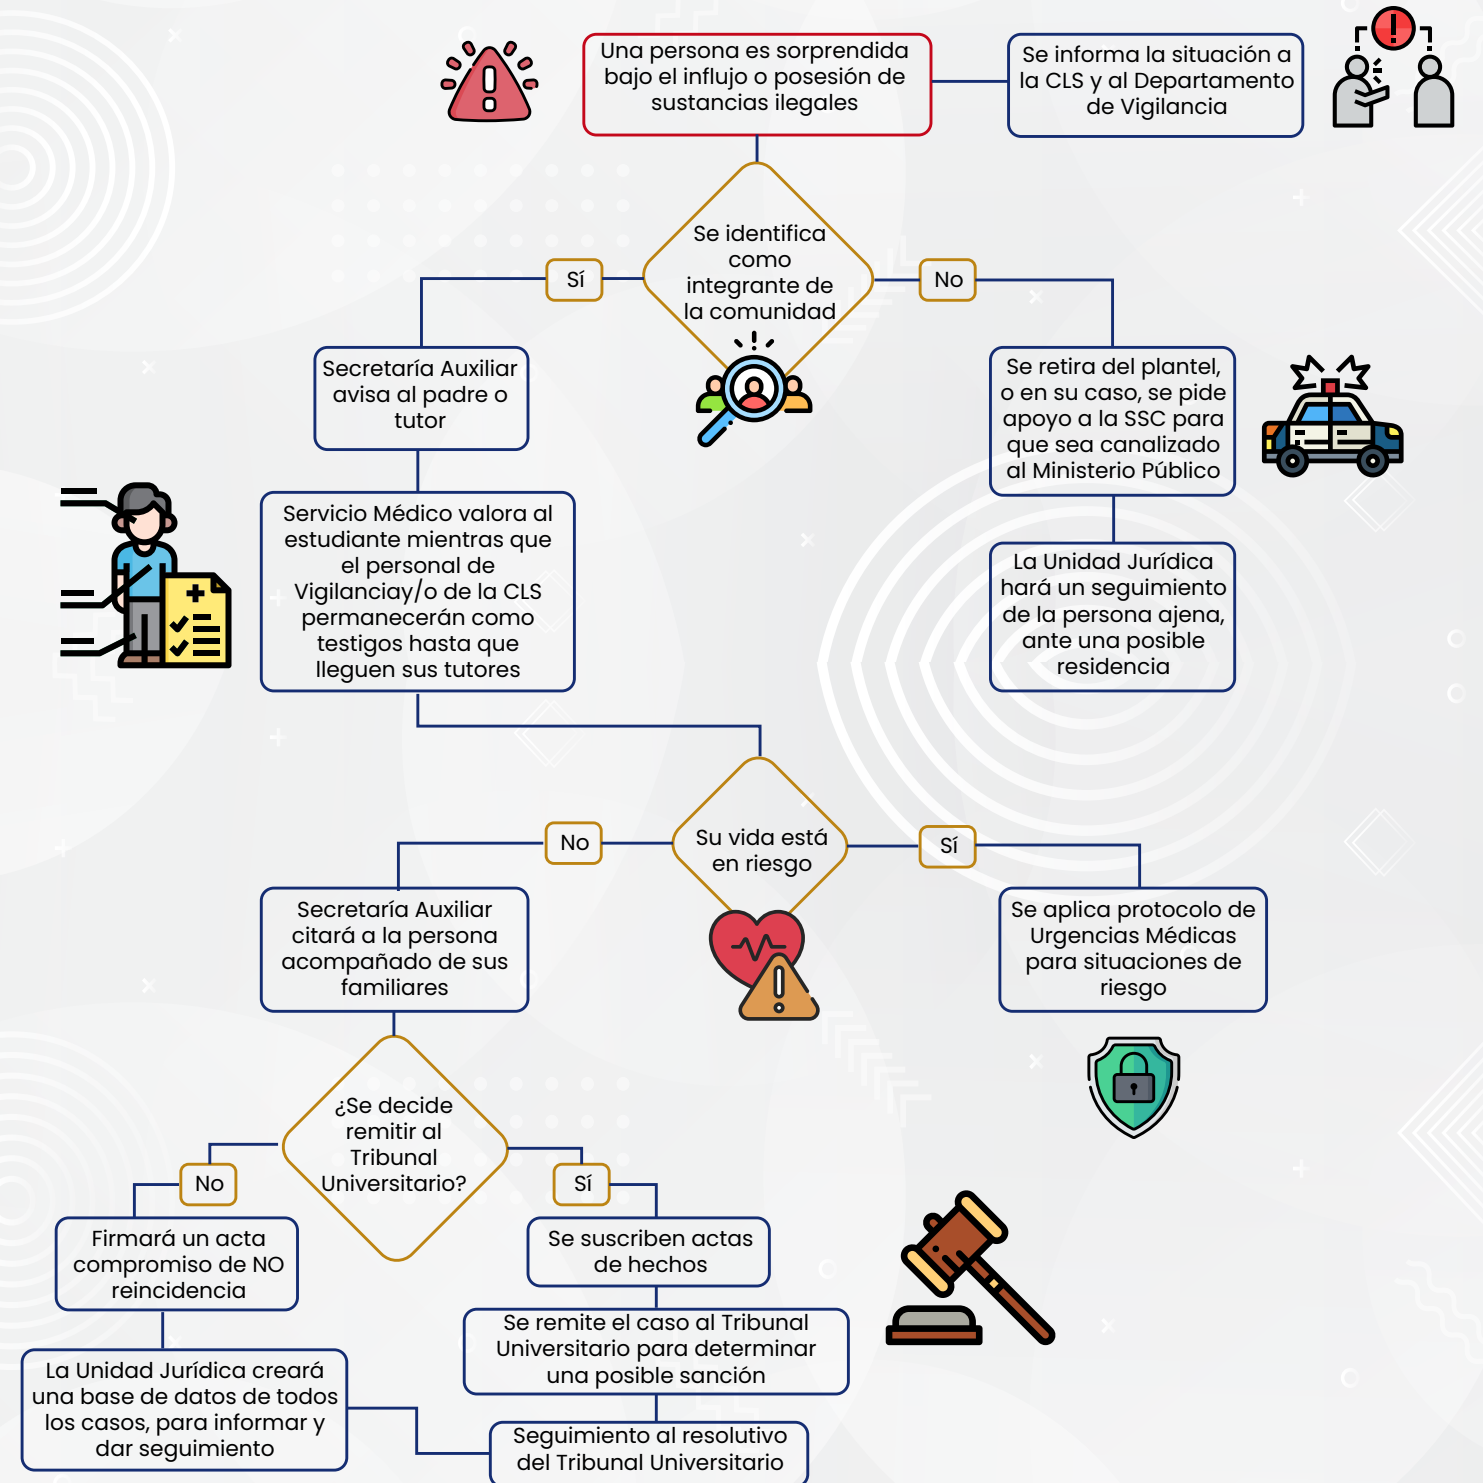 Una persona es sorprendida
bajo el influjo o posesión de
sustancias ilegales
Se informa la situación a
la CLS y al Departamento
de Vigilancia
Se identifica
como
integrante de
la comunidad
Sí
No
Secretaría Auxiliar
avisa al padre o
tutor
Se retira del plantel,
o en su caso, se pide
apoyo a la SSC para
que sea canalizado
al Ministerio Público
Servicio Médico valora al
estudiante mientras que
el personal de
Vigilanciay/o de la CLS
permanecerán como
testigos hasta que
lleguen sus tutores
La Unidad Jurídica
hará un seguimiento
de la persona ajena,
ante una posible
residencia
Su vida está
en riesgo
No
Sí
Secretaría Auxiliar
citará a la persona
acompañado de sus
familiares
Se aplica protocolo de
Urgencias Médicas
para situaciones de
riesgo
¿Se decide
remitir al
Tribunal
Universitario?
No
Sí
Firmará un acta
compromiso de NO
reincidencia
Se suscriben actas
de hechos
Se remite el caso al Tribunal
Universitario para determinar
una posible sanción
La Unidad Jurídica creará
una base de datos de todos
los casos, para informar y
dar seguimiento
Seguimiento al resolutivo
del Tribunal Universitario